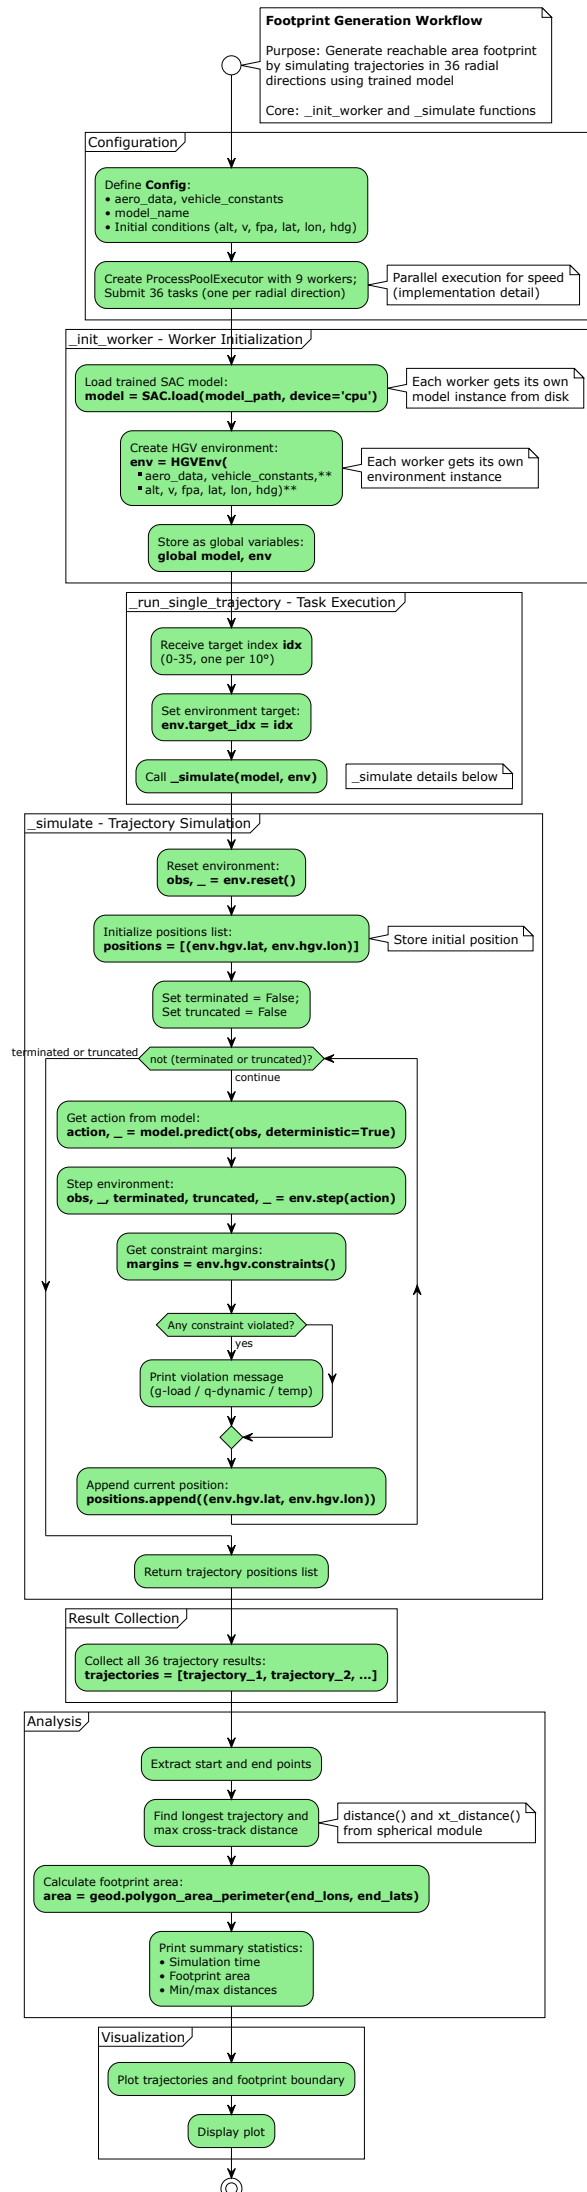 Footprint Generation Workflow
Purpose: Generate reachable area footprint
by simulating trajectories in 36 radial
directions using trained model
Core: _init_worker and _simulate functions
Configuration
Define Config:
• aero_data, vehicle_constants
• model_name
• Initial conditions (alt, v, fpa, lat, lon, hdg)
Create ProcessPoolExecutor with 9 workers;
Submit 36 tasks (one per radial direction)
Parallel execution for speed
(implementation detail)
_init_worker - Worker Initialization
Load trained SAC model:
model = SAC.load(model_path, device='cpu')
Each worker gets its own
model instance from disk
Create HGV environment:
env = HGVEnv(
▪ aero_data, vehicle_constants,**
▪ alt, v, fpa, lat, lon, hdg)**
Each worker gets its own
environment instance
Store as global variables:
global model, env
_run_single_trajectory - Task Execution
Receive target index idx
(0-35, one per 10°)
Set environment target:
env.target_idx = idx
Call _simulate(model, env)
_simulate details below
_simulate - Trajectory Simulation
Reset environment:
obs, _ = env.reset()
Initialize positions list:
positions = [(env.hgv.lat, env.hgv.lon)]
Store initial position
Set terminated = False;
Set truncated = False
terminated or truncated
not (terminated or truncated)?
continue
Get action from model:
action, _ = model.predict(obs, deterministic=True)
Step environment:
obs, _, terminated, truncated, _ = env.step(action)
Get constraint margins:
margins = env.hgv.constraints()
Any constraint violated?
yes
Print violation message
(g-load / q-dynamic / temp)
Append current position:
positions.append((env.hgv.lat, env.hgv.lon))
Return trajectory positions list
Result Collection
Collect all 36 trajectory results:
trajectories = [trajectory_1, trajectory_2, ...]
Analysis
Extract start and end points
Find longest trajectory and
max cross-track distance
distance() and xt_distance()
from spherical module
Calculate footprint area:
area = geod.polygon_area_perimeter(end_lons, end_lats)
Print summary statistics:
• Simulation time
• Footprint area
• Min/max distances
Visualization
Plot trajectories and footprint boundary
Display plot